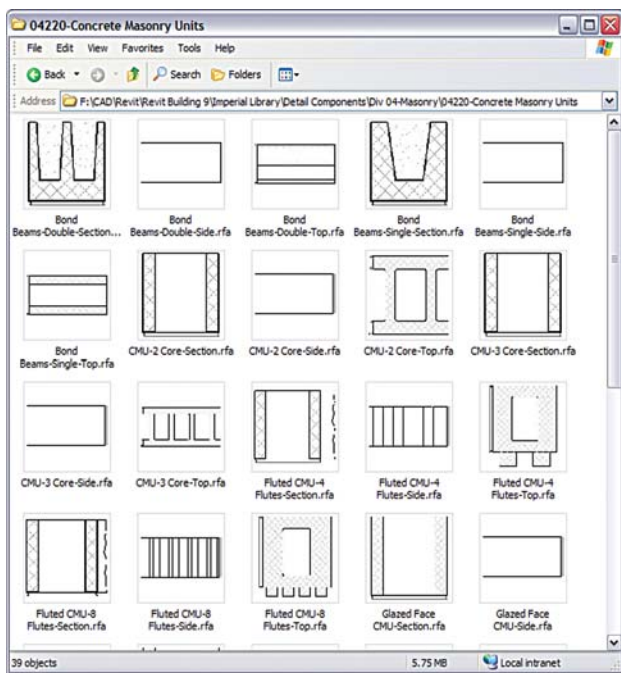 04220-Concrete Masonry Units
File Edit View Favorites Tools Help
Back Search Folders
Address F:\CAD\Revit\Revit Building 9\Imperial Library\Detail Components\Div 04-Masonry\04220-Concrete Masonry Units
Bond
Beams-Double-Section...
Bond
Beams-Double-Side.rfa
Bond
Beams-Double-Top.rfa
Bond
Beams-Single-Section.rfa
Bond
Beams-Single-Side.rfa
Bond
Beams-Single-Top.rfa
CMU-2 Core-Section.rfa
CMU-2 Core-Side.rfa
CMU-2 Core-Top.rfa
CMU-3 Core-Section.rfa
CMU-3 Core-Side.rfa
CMU-3 Core-Top.rfa
Fluted CMU-4
Flutes-Section.rfa
Fluted CMU-4
Flutes-Side.rfa
Fluted CMU-4
Flutes-Top.rfa
Fluted CMU-8
Flutes-Section.rfa
Fluted CMU-8
Flutes-Side.rfa
Fluted CMU-8
Flutes-Top.rfa
Glazed Face
CMU-Section.rfa
Glazed Face
CMU-Side.rfa
39 objects 5.75 MB Local intranet